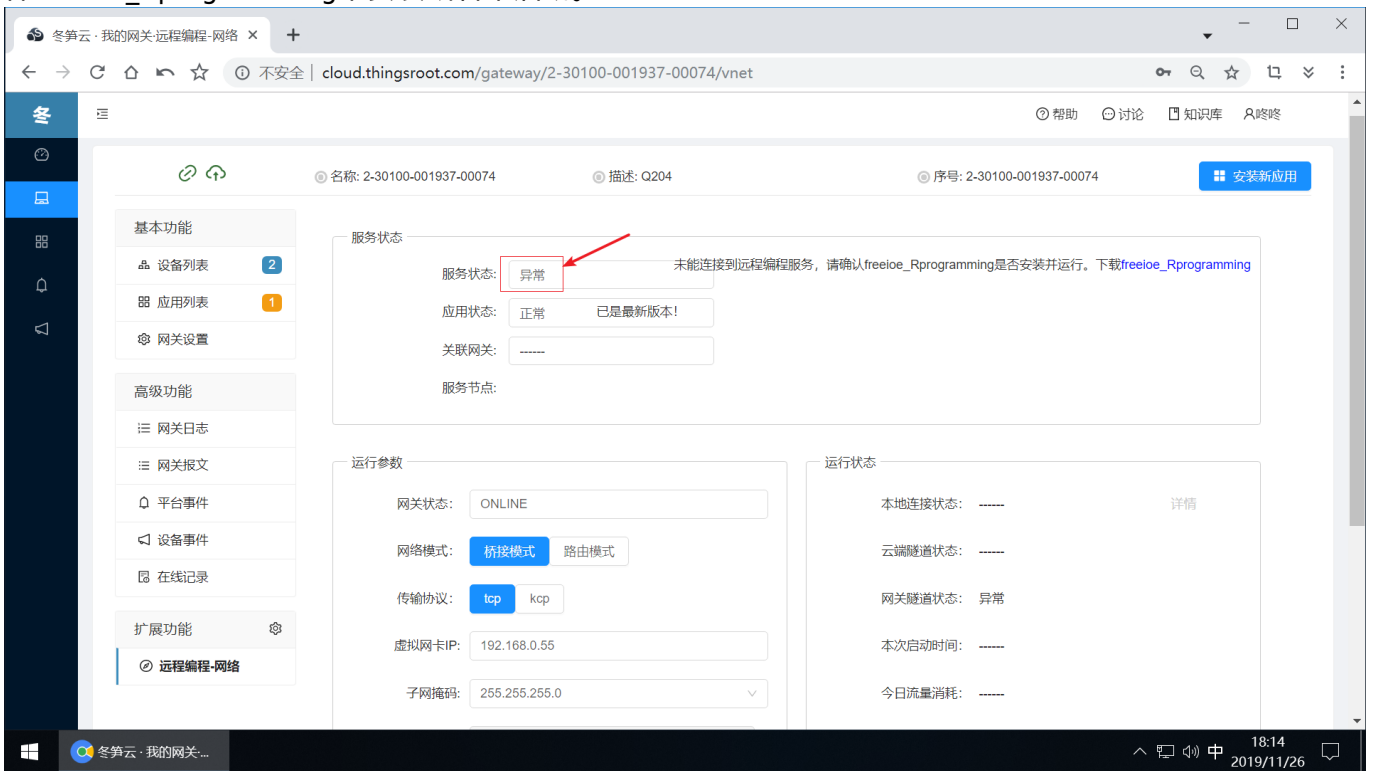 冬笋云 · 我的网关·远程编程-网络
不安全 | cloud.thingsroot.com/gateway/2-30100-001937-00074/vnet
冬
帮助 讨论 知识库 咚咚
名称: 2-30100-001937-00074 描述: Q204 序号: 2-30100-001937-00074 安装新应用
基本功能
设备列表 2
应用列表 1
网关设置
高级功能
网关日志
网关报文
平台事件
设备事件
在线记录
扩展功能
远程编程-网络
服务状态
服务状态: 异常 未能连接到远程编程服务，请确认freeioe_Rprogramming是否安装并运行。下载freeioe_Rprogramming
应用状态: 正常 已是最新版本！
关联网关: ------
服务节点:
运行参数
网关状态: ONLINE
网络模式: 桥接模式 路由模式
传输协议: tcp kcp
虚拟网卡IP: 192.168.0.55
子网掩码: 255.255.255.0
运行状态
本地连接状态: ------ 详情
云端隧道状态: ------
网关隧道状态: 异常
本次启动时间: ------
今日流量消耗: ------
冬笋云 · 我的网关·...
中
18:14
2019/11/26